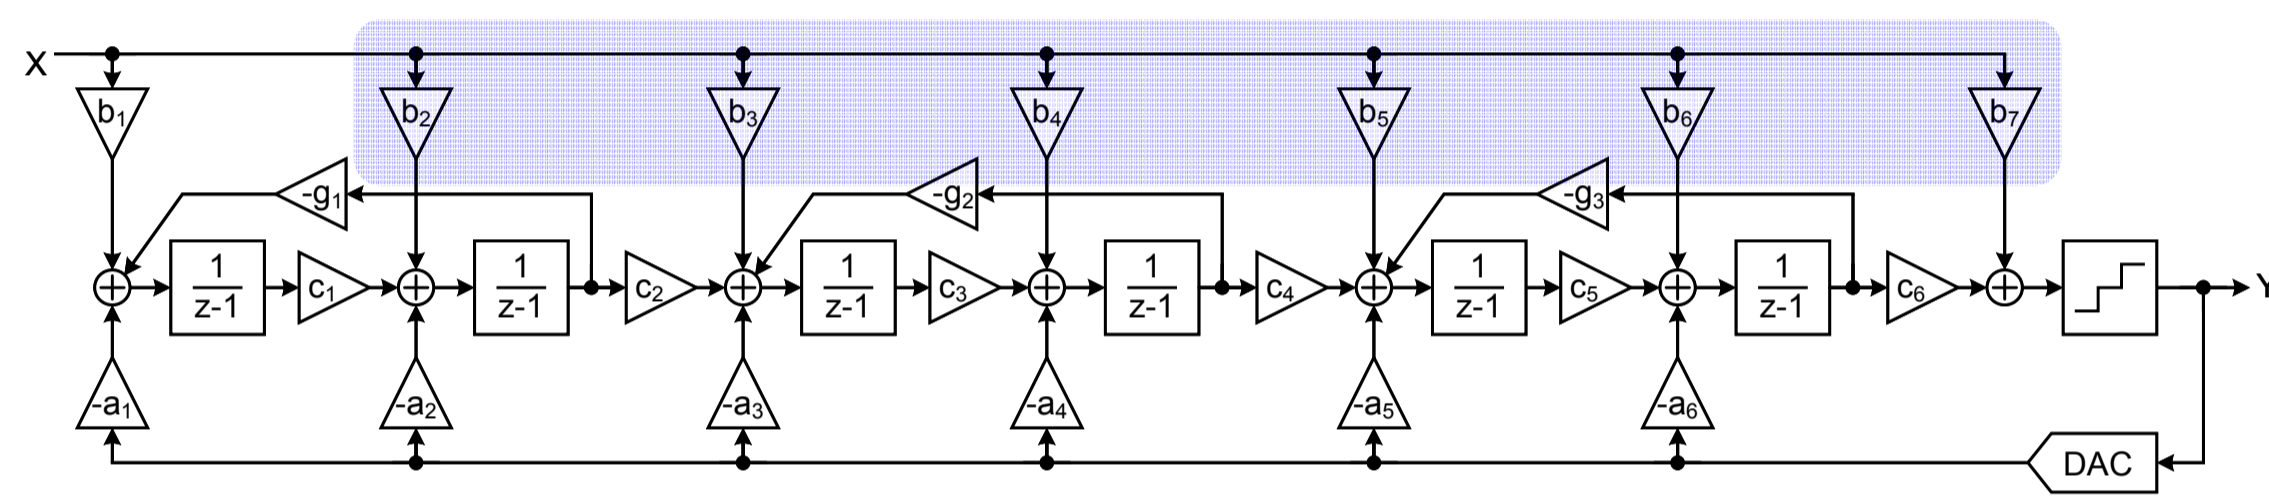 X
b₁ b₂ b₃ b₄ b₅ b₆ b₇
-g₁ -g₂ -g₃
1 1 1 1 1 1
z-1 c₁ z-1 c₂ z-1 c₃ z-1 c₄ z-1 c₅ z-1 c₆ Y
-a₁ -a₂ -a₃ -a₄ -a₅ -a₆
DAC